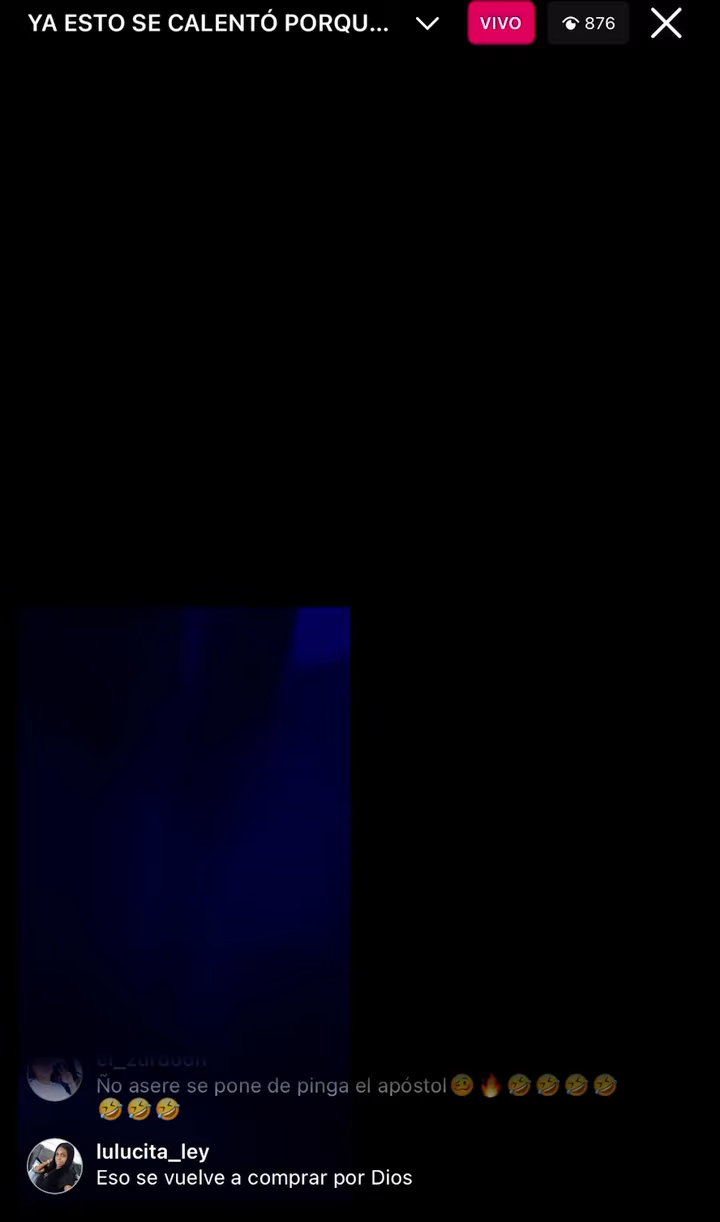 YA ESTO SE CALENTÓ PORQU...
VIVO
876
Ño asere se pone de pinga el apóstol🤨🔥🤣🤣🤣🤣
🤣🤣🤣
lulucita_ley
Eso se vuelve a comprar por Dios